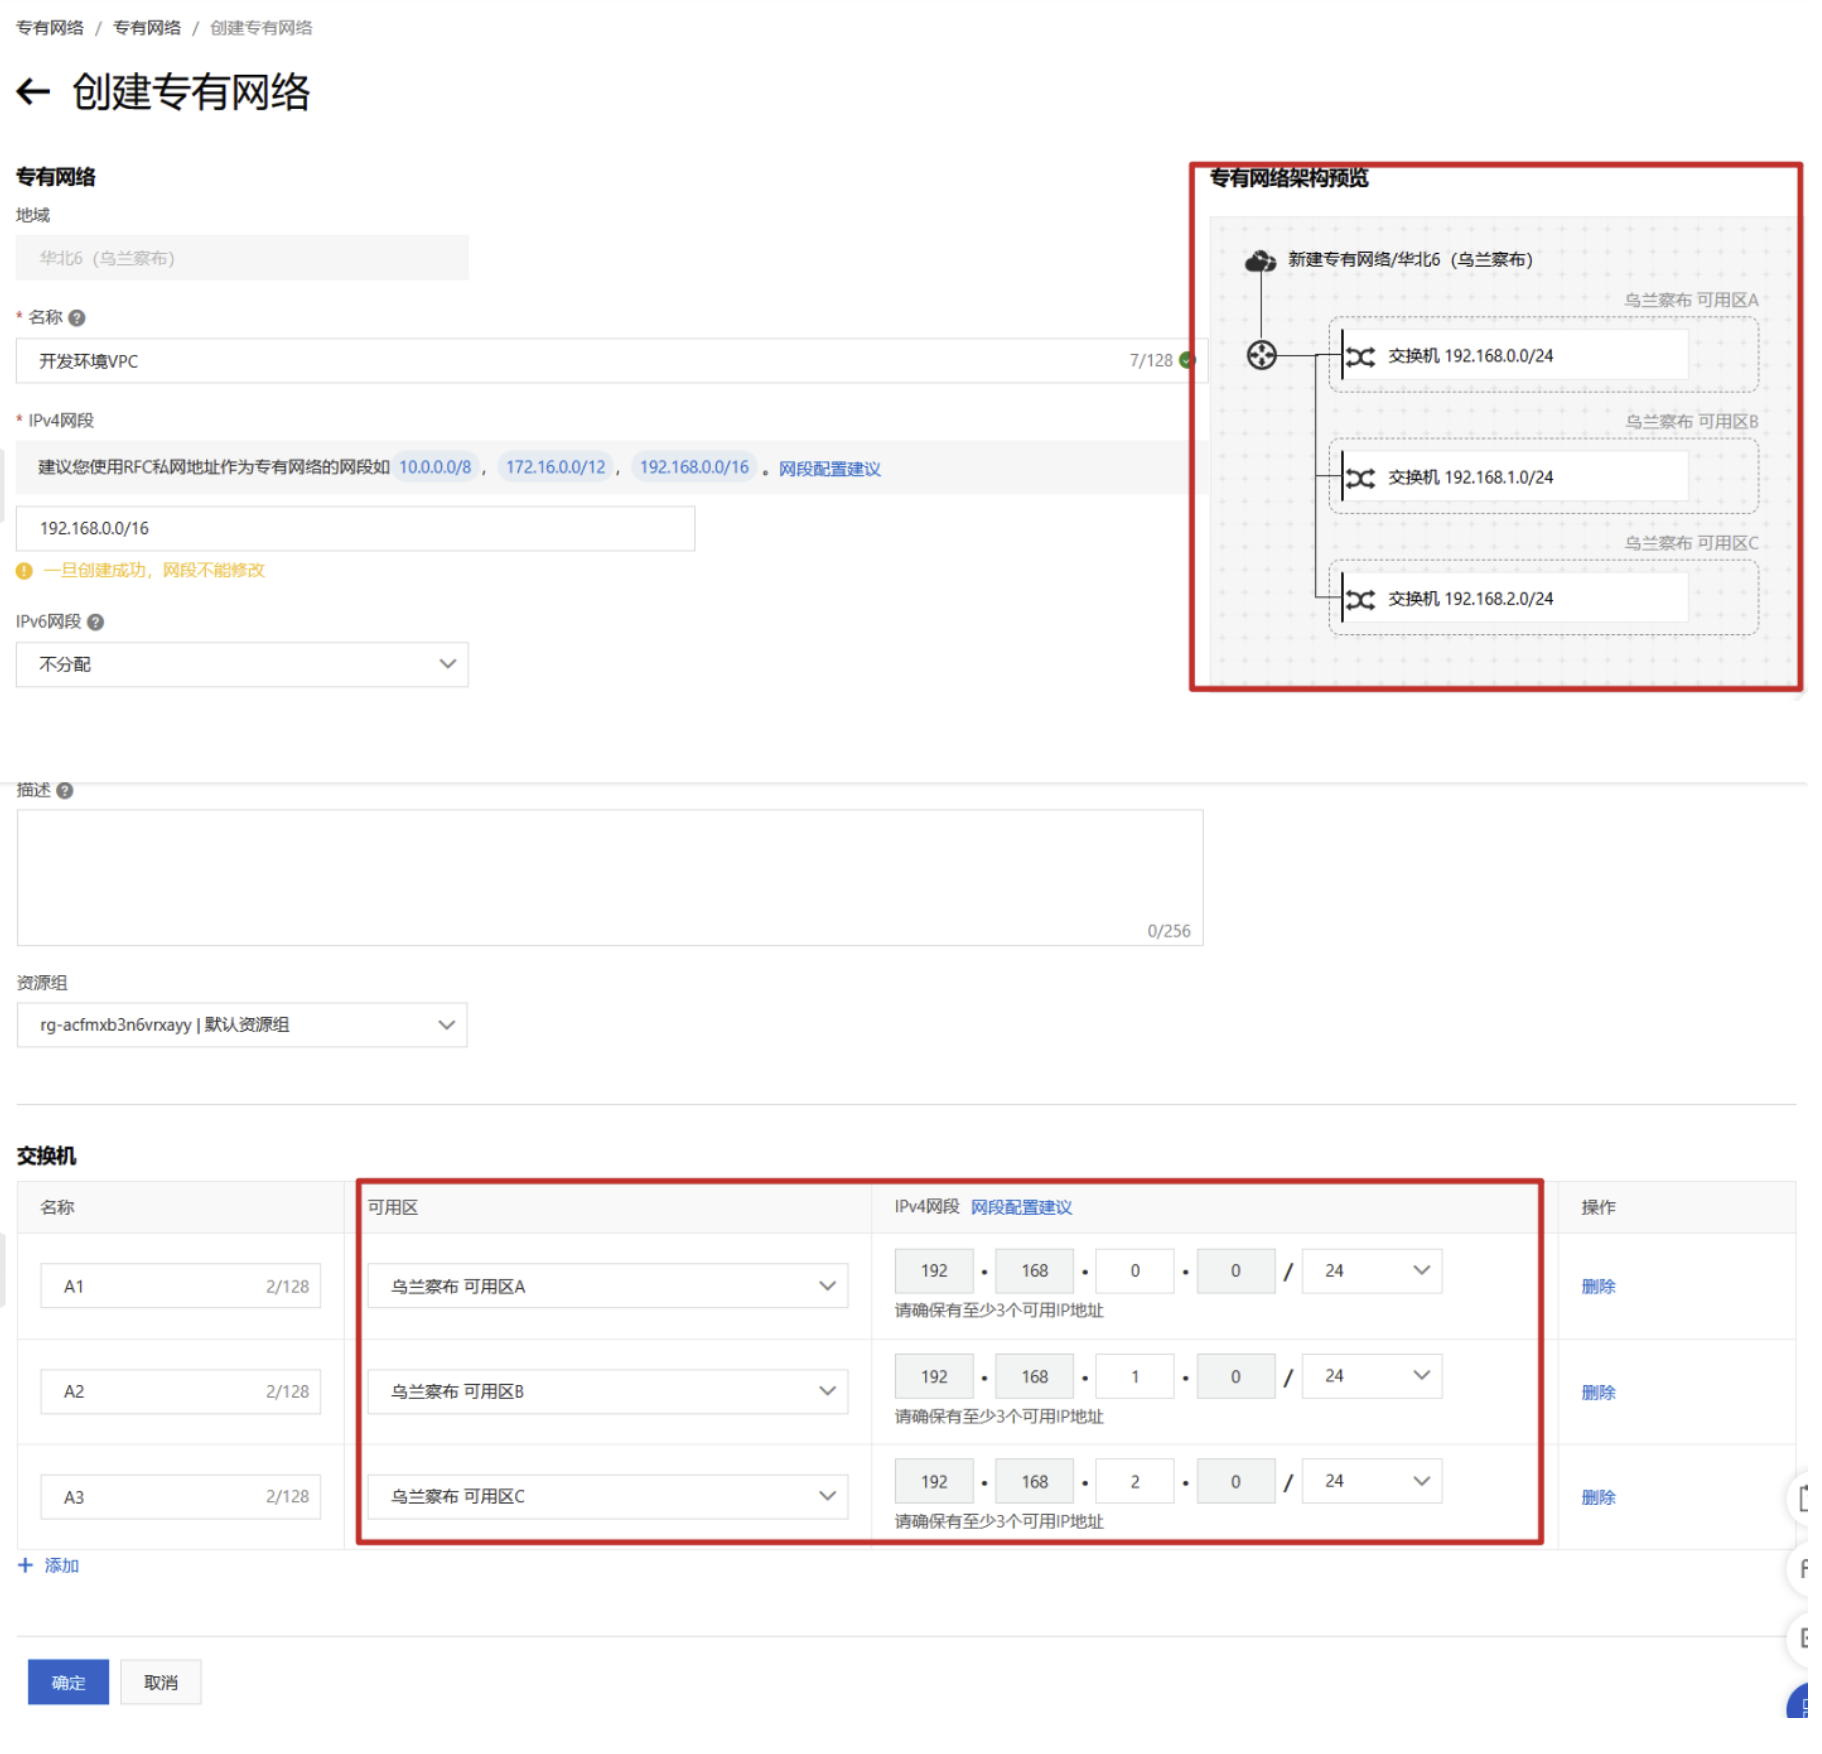 专有网络 / 专有网络 / 创建专有网络
← 创建专有网络
专有网络
地域
华北6（乌兰察布）
* 名称
开发环境VPC 7/128
* IPv4网段
建议您使用RFC私网地址作为专有网络的网段如 10.0.0.0/8 ， 172.16.0.0/12 ， 192.168.0.0/16 。网段配置建议
192.168.0.0/16
一旦创建成功，网段不能修改
IPv6网段
不分配
专有网络架构预览
新建专有网络/华北6（乌兰察布）
乌兰察布 可用区A
交换机 192.168.0.0/24
乌兰察布 可用区B
交换机 192.168.1.0/24
乌兰察布 可用区C
交换机 192.168.2.0/24
描述
0/256
资源组
rg-acfmxb3n6vrxayy | 默认资源组
交换机
名称 可用区 IPv4网段 网段配置建议 操作
A1 2/128 乌兰察布 可用区A 192 • 168 • 0 • 0 / 24 删除
请确保有至少3个可用IP地址
A2 2/128 乌兰察布 可用区B 192 • 168 • 1 • 0 / 24 删除
请确保有至少3个可用IP地址
A3 2/128 乌兰察布 可用区C 192 • 168 • 2 • 0 / 24 删除
请确保有至少3个可用IP地址
+ 添加
确定 取消